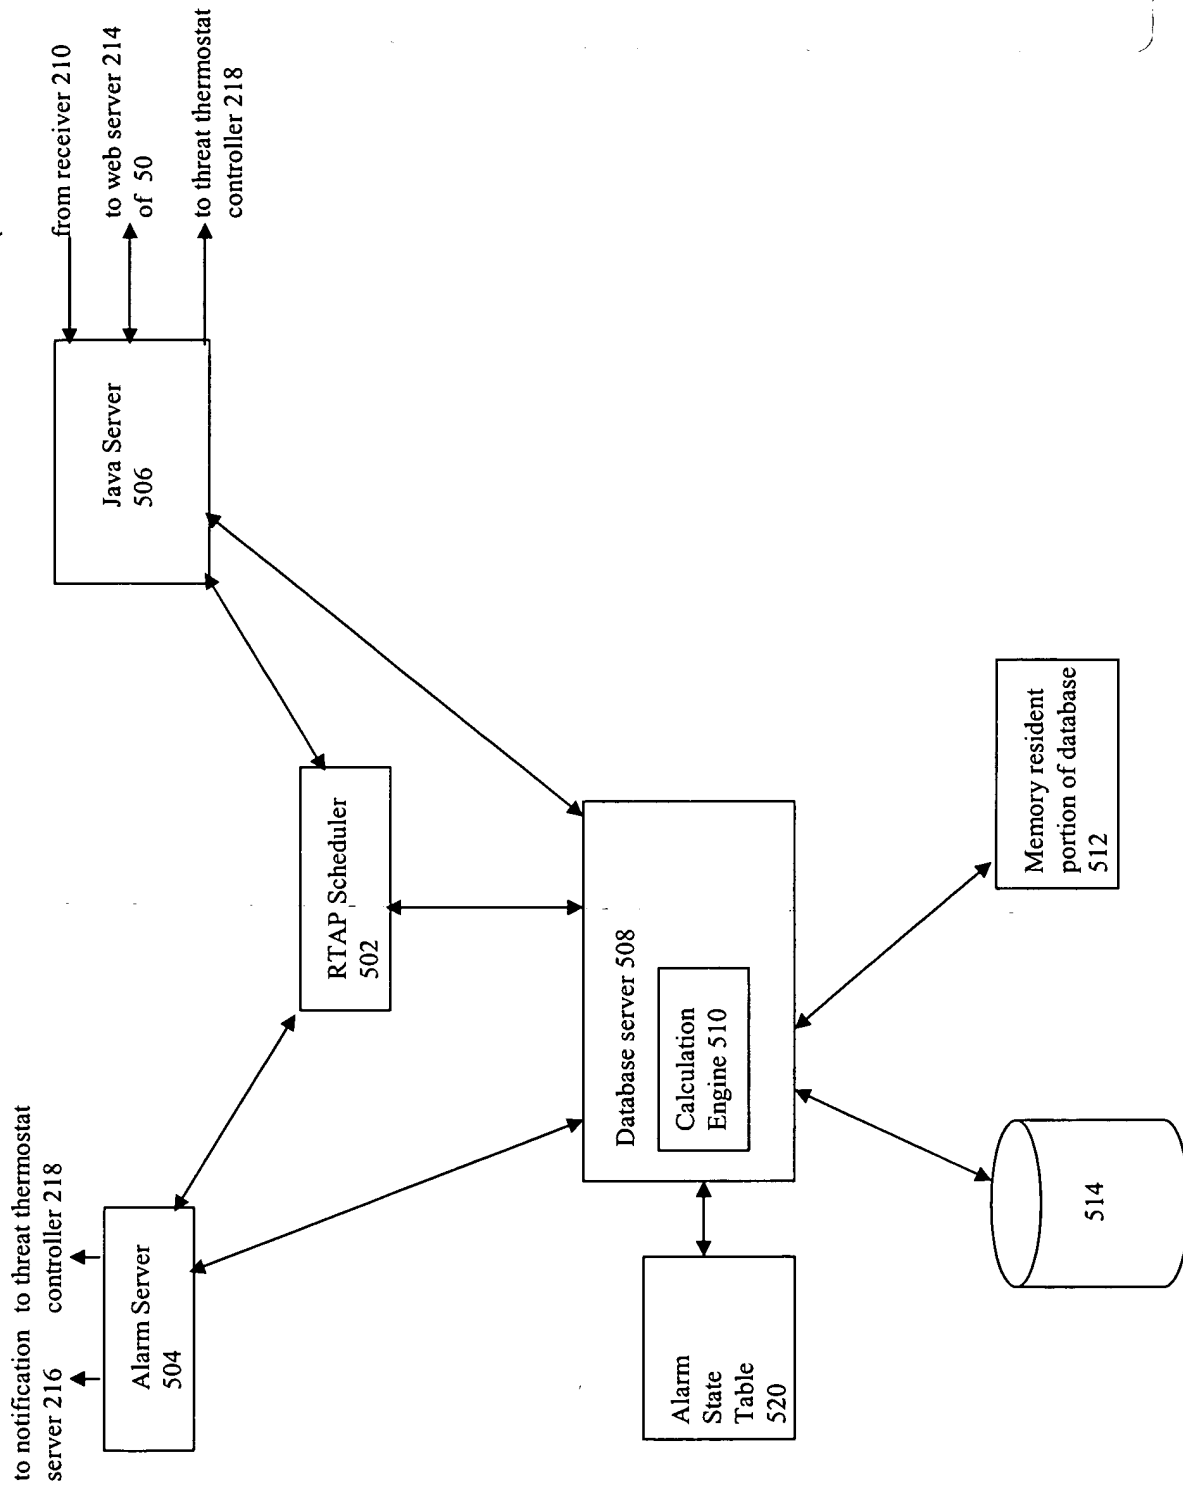 to notification
server 216
to threat thermostat
controller 218
Alarm Server
504
RTAP Scheduler
502
Java Server
506
from receiver 210
to web server 214
of 50
to threat thermostat
controller 218
Database server 508
Calculation
Engine 510
Alarm
State
Table
520
514
Memory resident
portion of database
512